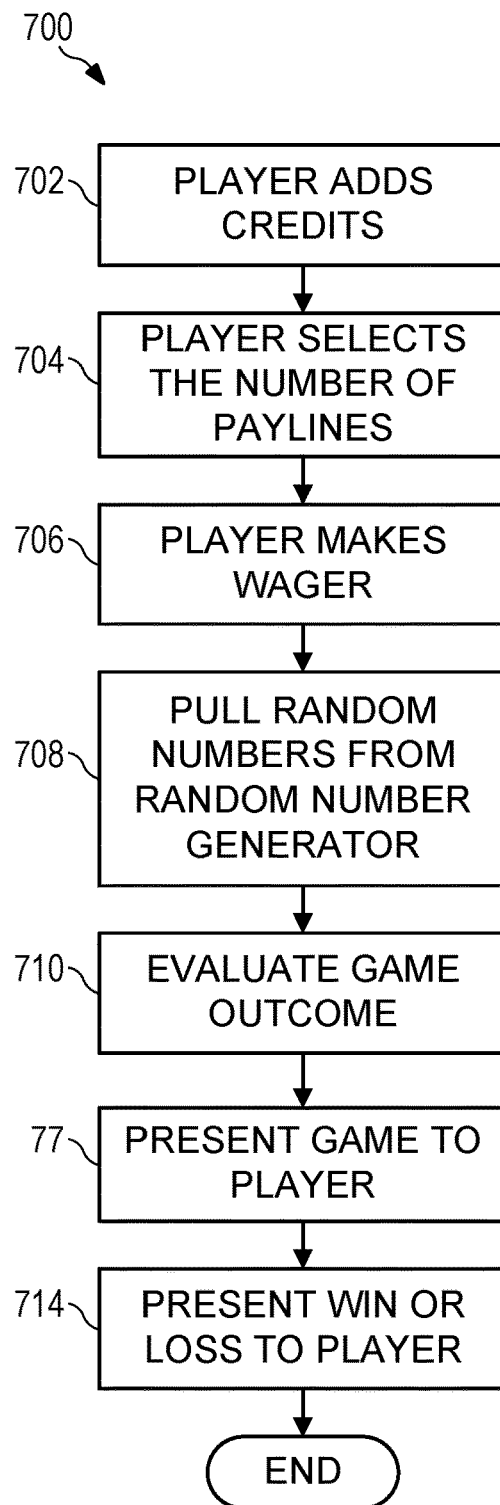 700
702
PLAYER ADDS
CREDITS
704
PLAYER SELECTS
THE NUMBER OF
PAYLINES
706
PLAYER MAKES
WAGER
708
PULL RANDOM
NUMBERS FROM
RANDOM NUMBER
GENERATOR
710
EVALUATE GAME
OUTCOME
77
PRESENT GAME TO
PLAYER
714
PRESENT WIN OR
LOSS TO PLAYER
END